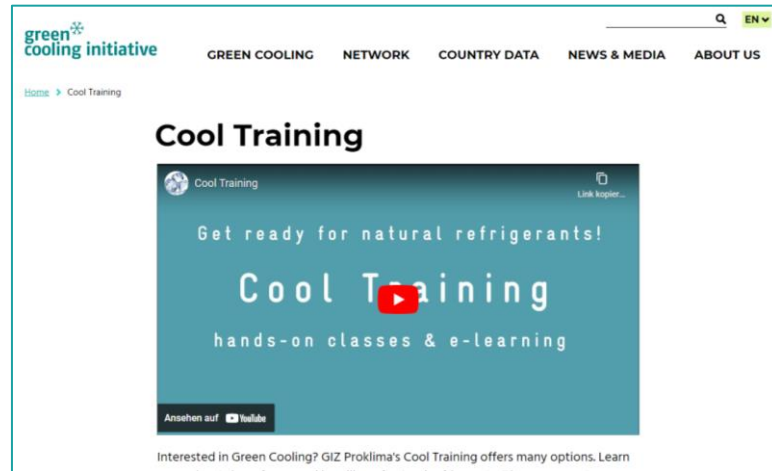 EN
green
cooling initiative
GREEN COOLING NETWORK COUNTRY DATA NEWS & MEDIA ABOUT US
Home > Cool Training
Cool Training
Cool Training
Link kopier...
Get ready for natural refrigerants!
Cool Training
hands-on classes & e-learning
Ansehen auf YouTube
Interested in Green Cooling? GIZ Proklima's Cool Training offers many options. Learn